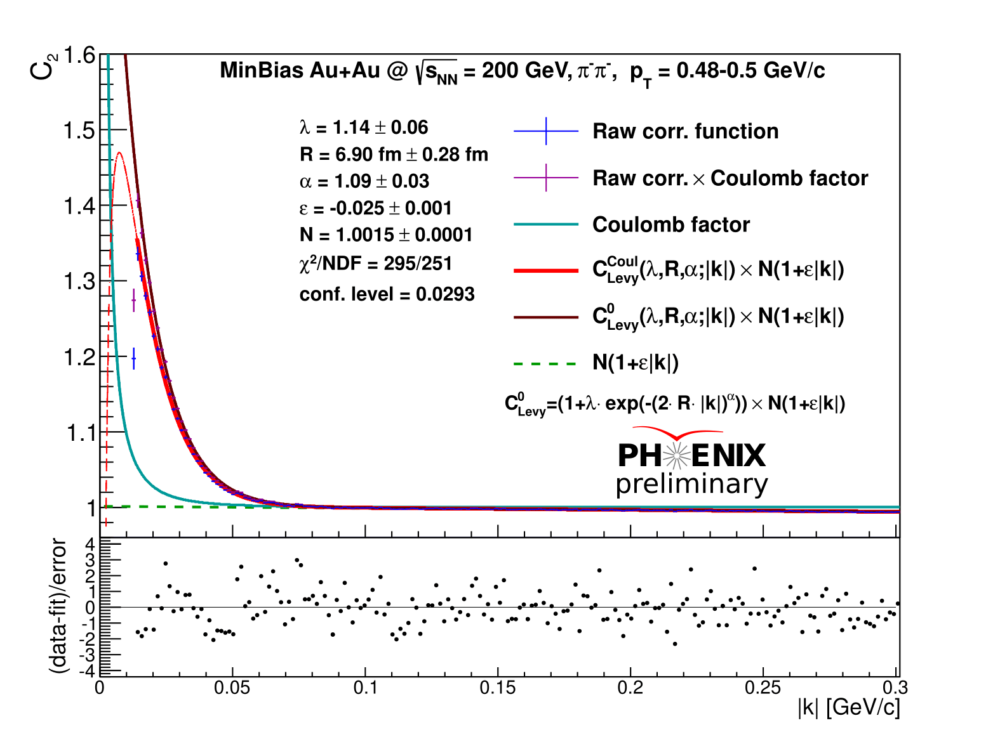 C₂
MinBias Au+Au @ √sNN = 200 GeV, π⁻π⁻, pT = 0.48-0.5 GeV/c
λ = 1.14 ± 0.06
R = 6.90 fm ± 0.28 fm
α = 1.09 ± 0.03
ε = -0.025 ± 0.001
N = 1.0015 ± 0.0001
χ²/NDF = 295/251
conf. level = 0.0293
Raw corr. function
Raw corr. × Coulomb factor
Coulomb factor
C^Coul_Levy(λ,R,α;|k|) × N(1+ε|k|)
C^0_Levy(λ,R,α;|k|) × N(1+ε|k|)
N(1+ε|k|)
C^0_Levy=(1+λ· exp(-(2· R· |k|)^α)) × N(1+ε|k|)
PHENIX
preliminary
1.6
1.5
1.4
1.3
1.2
1.1
1
(data-fit)/error
4
3
2
1
0
-1
-2
-3
-4
0 0.05 0.1 0.15 0.2 0.25 0.3
|k| [GeV/c]